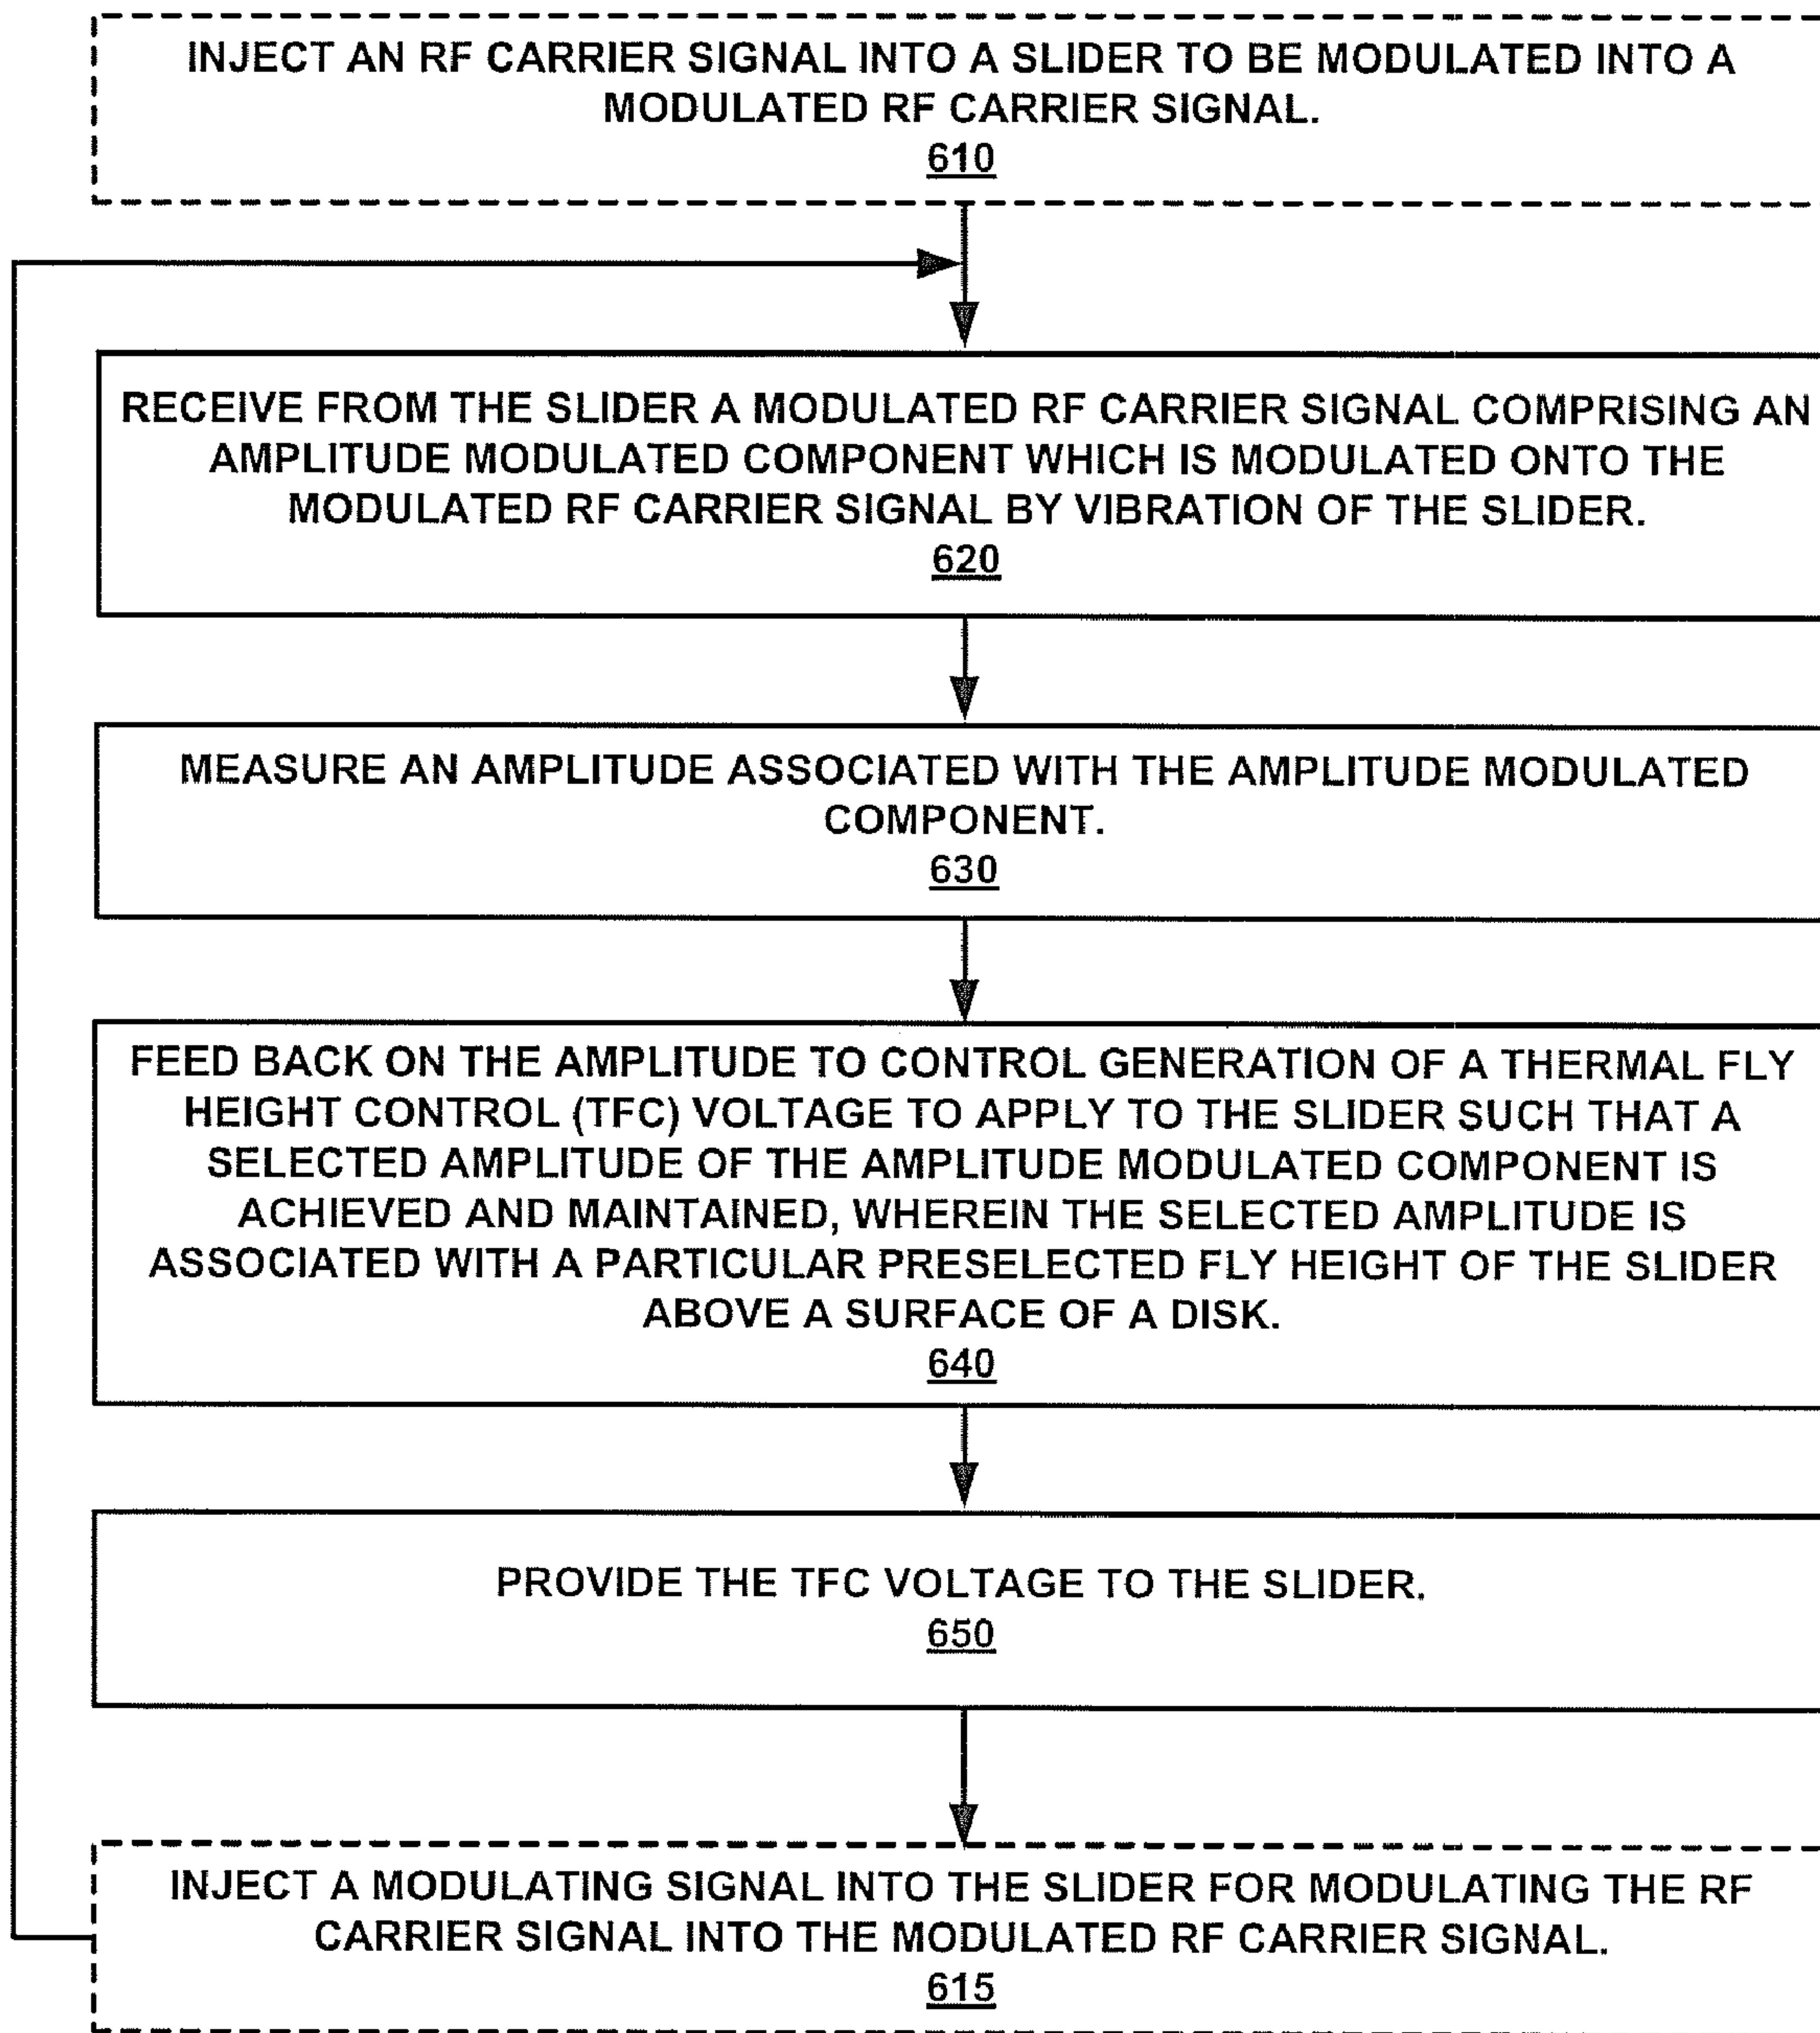 INJECT AN RF CARRIER SIGNAL INTO A SLIDER TO BE MODULATED INTO A
MODULATED RF CARRIER SIGNAL.
610
RECEIVE FROM THE SLIDER A MODULATED RF CARRIER SIGNAL COMPRISING AN
AMPLITUDE MODULATED COMPONENT WHICH IS MODULATED ONTO THE
MODULATED RF CARRIER SIGNAL BY VIBRATION OF THE SLIDER.
620
MEASURE AN AMPLITUDE ASSOCIATED WITH THE AMPLITUDE MODULATED
COMPONENT.
630
FEED BACK ON THE AMPLITUDE TO CONTROL GENERATION OF A THERMAL FLY
HEIGHT CONTROL (TFC) VOLTAGE TO APPLY TO THE SLIDER SUCH THAT A
SELECTED AMPLITUDE OF THE AMPLITUDE MODULATED COMPONENT IS
ACHIEVED AND MAINTAINED, WHEREIN THE SELECTED AMPLITUDE IS
ASSOCIATED WITH A PARTICULAR PRESELECTED FLY HEIGHT OF THE SLIDER
ABOVE A SURFACE OF A DISK.
640
PROVIDE THE TFC VOLTAGE TO THE SLIDER.
650
INJECT A MODULATING SIGNAL INTO THE SLIDER FOR MODULATING THE RF
CARRIER SIGNAL INTO THE MODULATED RF CARRIER SIGNAL.
615